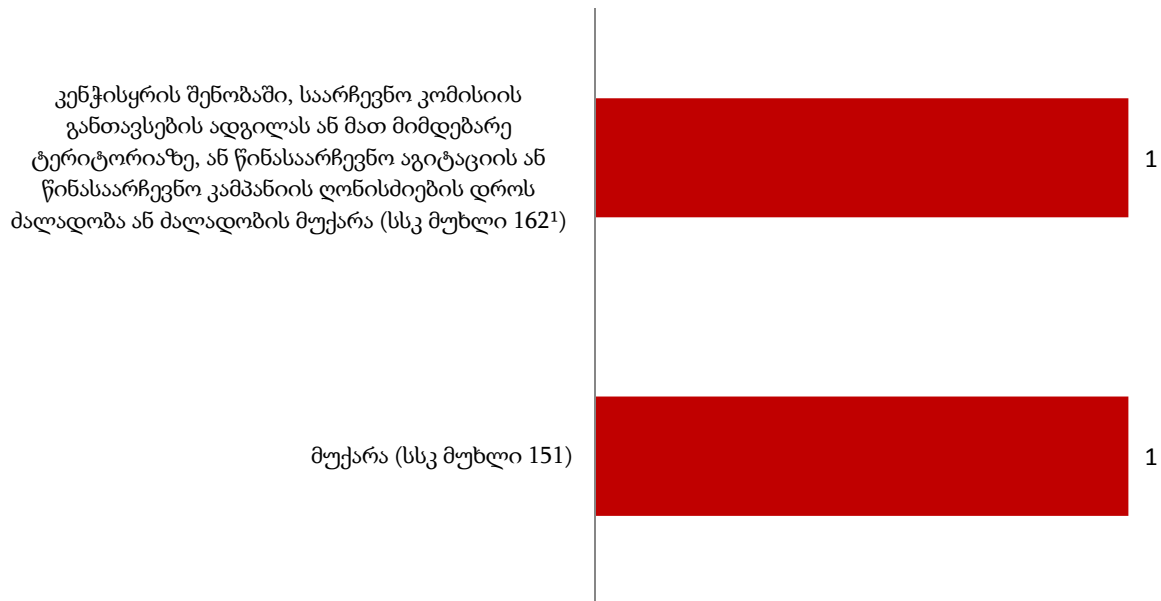 კენჭისყრის შენობაში, საარჩევნო კომისიის
განთავსების ადგილას ან მათ მიმდებარე
ტერიტორიაზე, ან წინასაარჩევნო აგიტაციის ან
წინასაარჩევნო კამპანიის ღონისძიების დროს
ძალადობა ან ძალადობის მუქარა (სსკ მუხლი 162¹)
1
მუქარა (სსკ მუხლი 151)
1